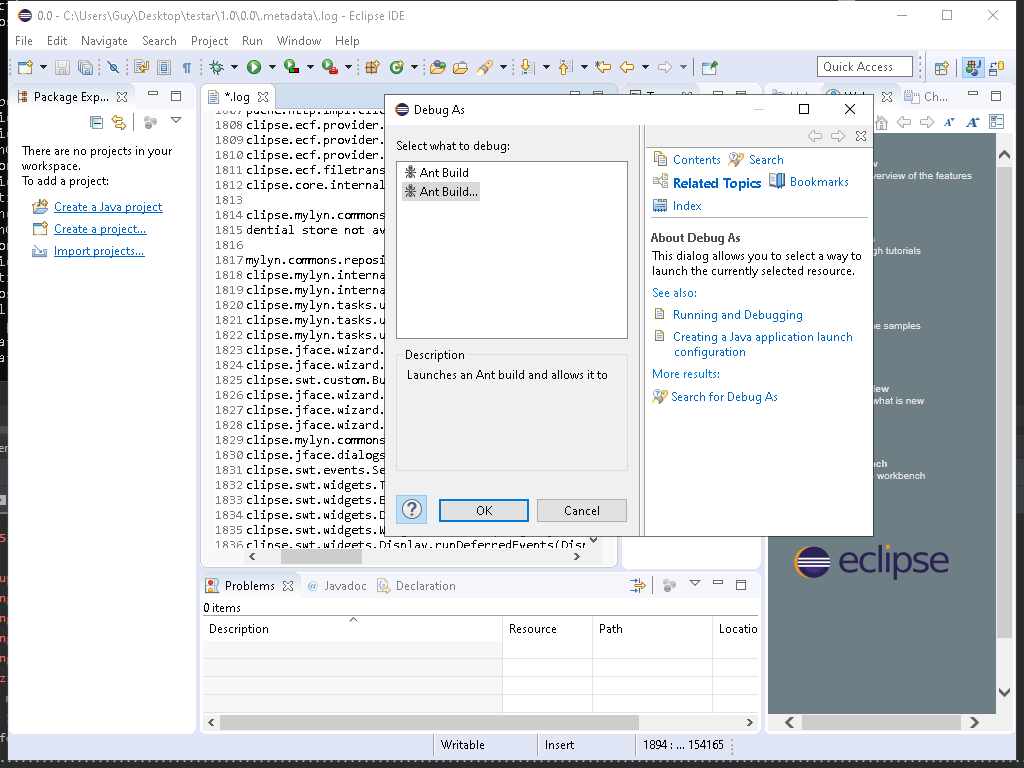 0.0 - C:\Users\Guy\Desktop\testar\1.0\0.0\.metadata\.log - Eclipse IDE
File Edit Navigate Search Project Run Window Help
Quick Access
Package Exp...
There are no projects in your
workspace.
To add a project:
Create a Java project
Create a project...
Import projects...
*.log
1808 clipse.ecf.provider.
1809 clipse.ecf.provider.
1810 clipse.ecf.provider.
1811 clipse.ecf.filetrans
1812 clipse.core.internal
1813
1814 clipse.mylyn.commons
1815 dential store not av
1816
1817 mylyn.commons.reposi
1818 clipse.mylyn.interna
1819 clipse.mylyn.interna
1820 clipse.mylyn.tasks.u
1821 clipse.mylyn.tasks.u
1822 clipse.mylyn.tasks.u
1823 clipse.jface.wizard.
1824 clipse.jface.wizard.
1825 clipse.swt.custom.Bu
1826 clipse.jface.wizard.
1827 clipse.jface.wizard.
1828 clipse.jface.wizard.
1829 clipse.mylyn.commons
1830 clipse.jface.dialogs
1831 clipse.swt.events.Se
1832 clipse.swt.widgets.T
1833 clipse.swt.widgets.E
1834 clipse.swt.widgets.D
1835 clipse.swt.widgets.W
1836 clipse.swt.widgets.Display.runDeferredEvents(Disp
Debug As
Select what to debug:
Ant Build
Ant Build...
Description
Launches an Ant build and allows it to
OK
Cancel
Contents Search
Related Topics Bookmarks
Index
About Debug As
This dialog allows you to select a way to
launch the currently selected resource.
See also:
Running and Debugging
Creating a Java application launch
configuration
More results:
Search for Debug As
Ch...
verview of the features
gh tutorials
he samples
ew
what is new
nch
workbench
eclipse
Problems Javadoc Declaration
0 items
Description Resource Path Locatio
Writable Insert 1894 : ... 154165